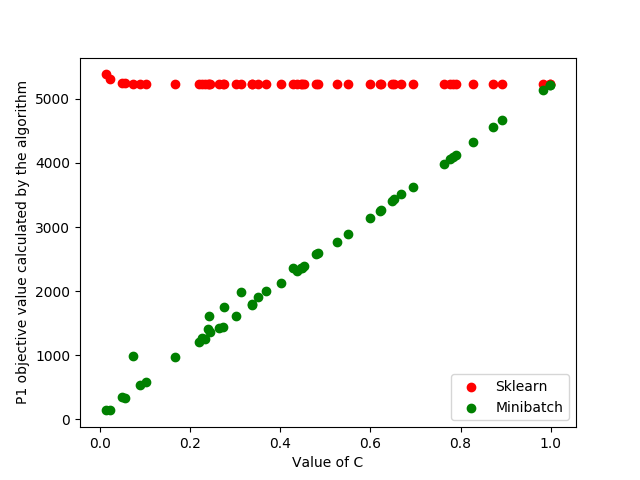 P1 objective value calculated by the algorithm
5000
4000
3000
2000
1000
0
0.0 0.2 0.4 0.6 0.8 1.0
Value of C
Sklearn
Minibatch